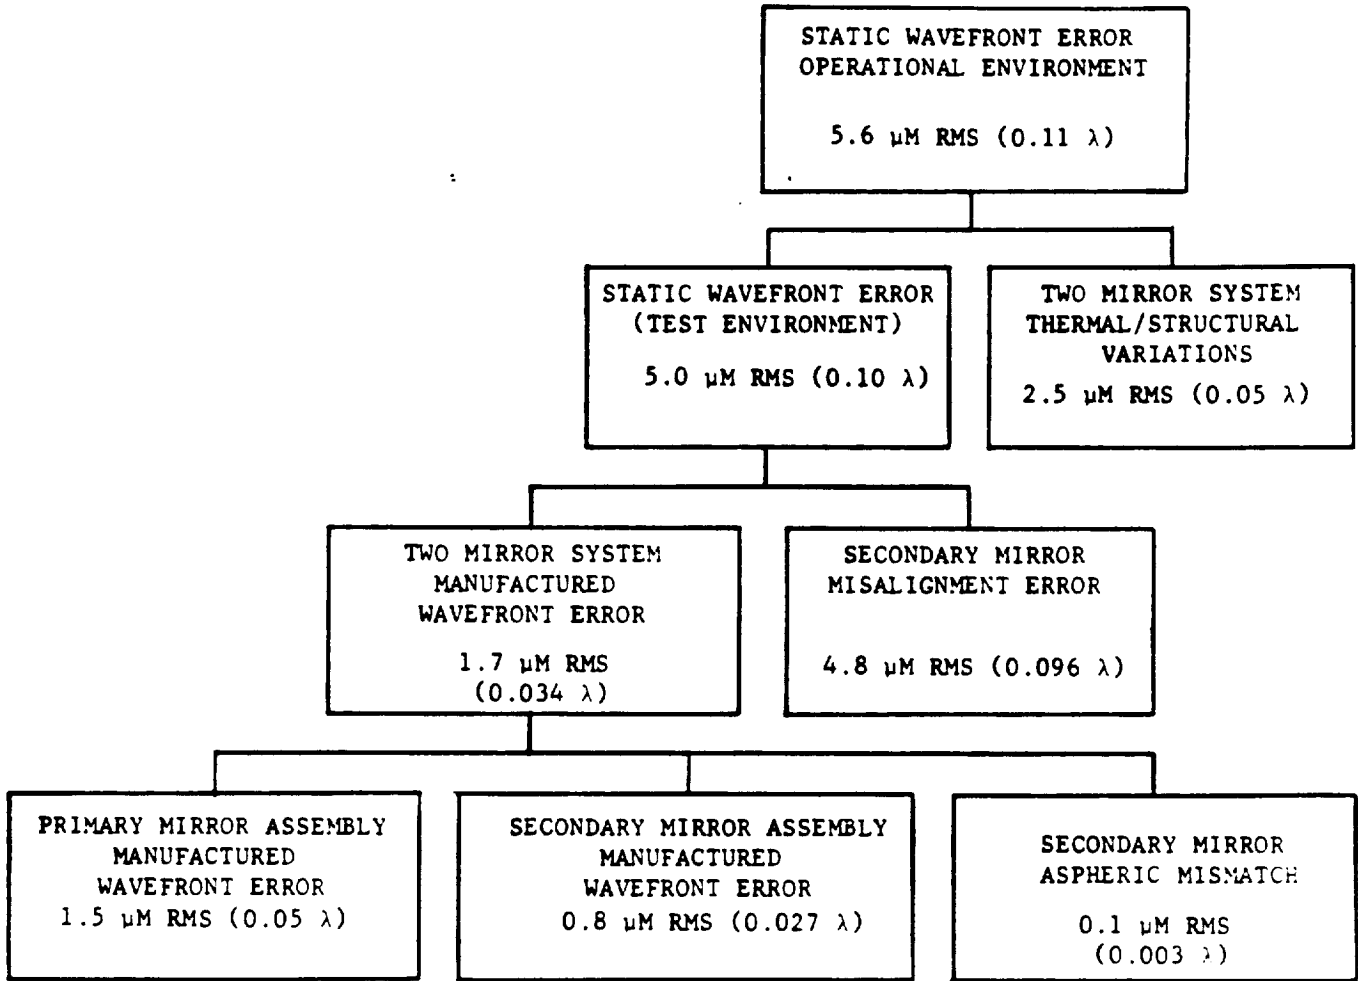 STATIC WAVEFRONT ERROR
OPERATIONAL ENVIRONMENT
5.6 µM RMS (0.11 λ)
STATIC WAVEFRONT ERROR
(TEST ENVIRONMENT)
5.0 µM RMS (0.10 λ)
TWO MIRROR SYSTEM
THERMAL/STRUCTURAL
VARIATIONS
2.5 µM RMS (0.05 λ)
TWO MIRROR SYSTEM
MANUFACTURED
WAVEFRONT ERROR
1.7 µM RMS
(0.034 λ)
SECONDARY MIRROR
MISALIGNMENT ERROR
4.8 µM RMS (0.096 λ)
PRIMARY MIRROR ASSEMBLY
MANUFACTURED
WAVEFRONT ERROR
1.5 µM RMS (0.05 λ)
SECONDARY MIRROR ASSEMBLY
MANUFACTURED
WAVEFRONT ERROR
0.8 µM RMS (0.027 λ)
SECONDARY MIRROR
ASPHERIC MISMATCH
0.1 µM RMS
(0.003 λ)